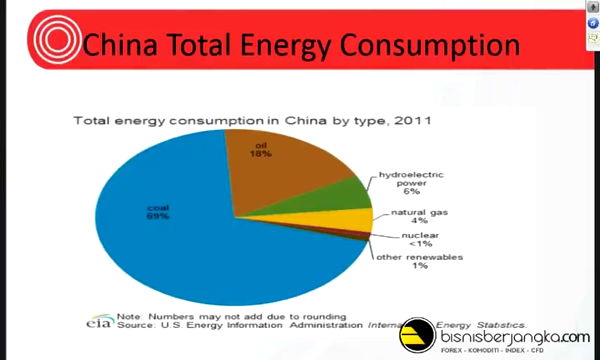 China Total Energy Consumption
Total energy consumption in China by type, 2011
oil
18%
hydroelectric
power
6%
coal
69%
natural gas
4%
nuclear
<1%
other renewables
1%
eia
Note: Numbers may not add due to rounding
Source: U.S. Energy Information Administration International Energy Statistics.
bisnisberjangka.com
FOREX - KOMODITI - INDEX - CFD